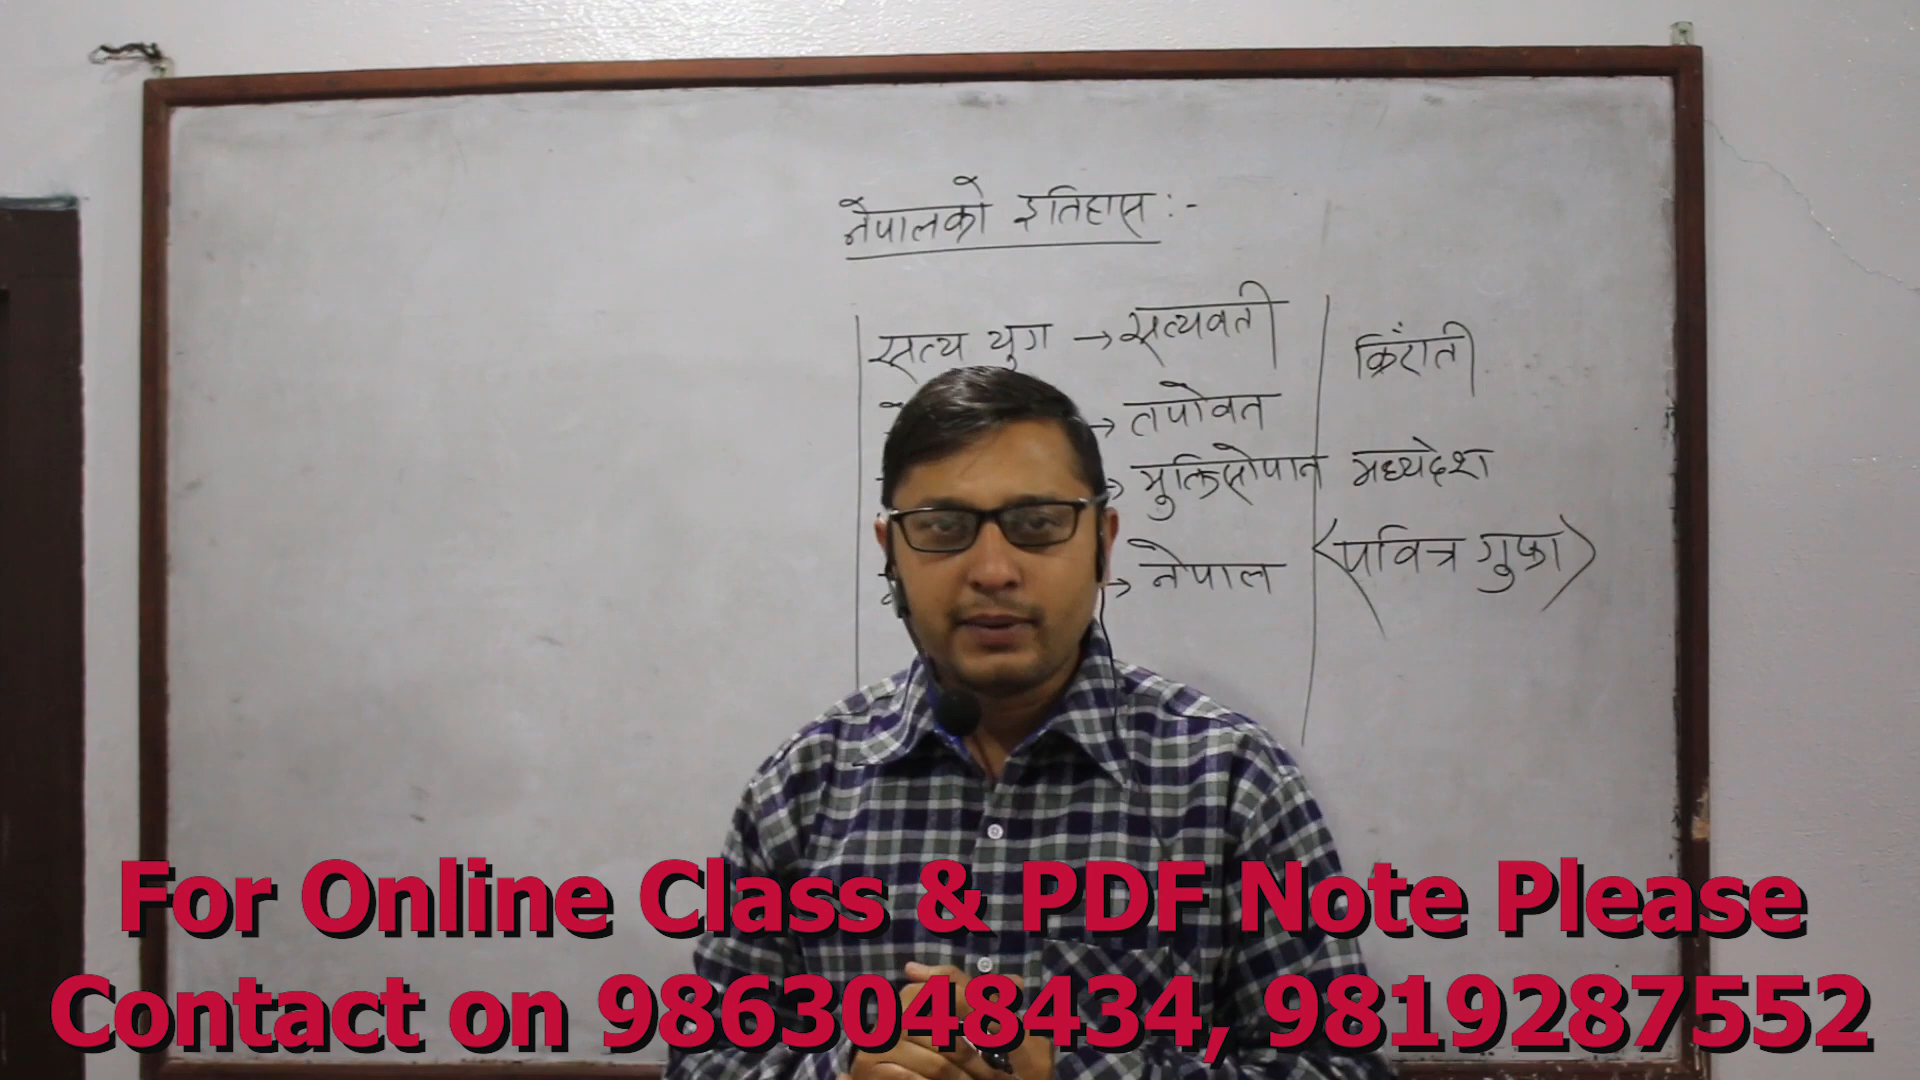 नेपालको इतिहास :-
सत्य युग → सत्यवती
किराँती
→ तपोवन
→ मुक्तिसोपान
मध्यदेश
→ नेपाल
(पवित्र गुफा)
For Online Class & PDF Note Please
Contact on 9863048434, 9819287552